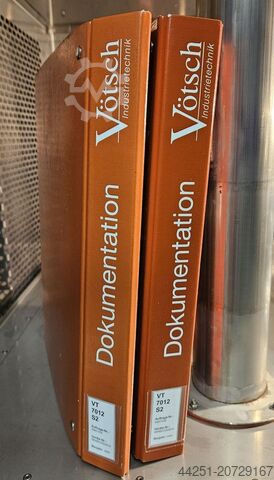 Vötsch
Industrietechnik
Dokumentation
VT
7012
S2
Vötsch
Industrietechnik
Dokumentation
VT
7012
S2
44251-20729167